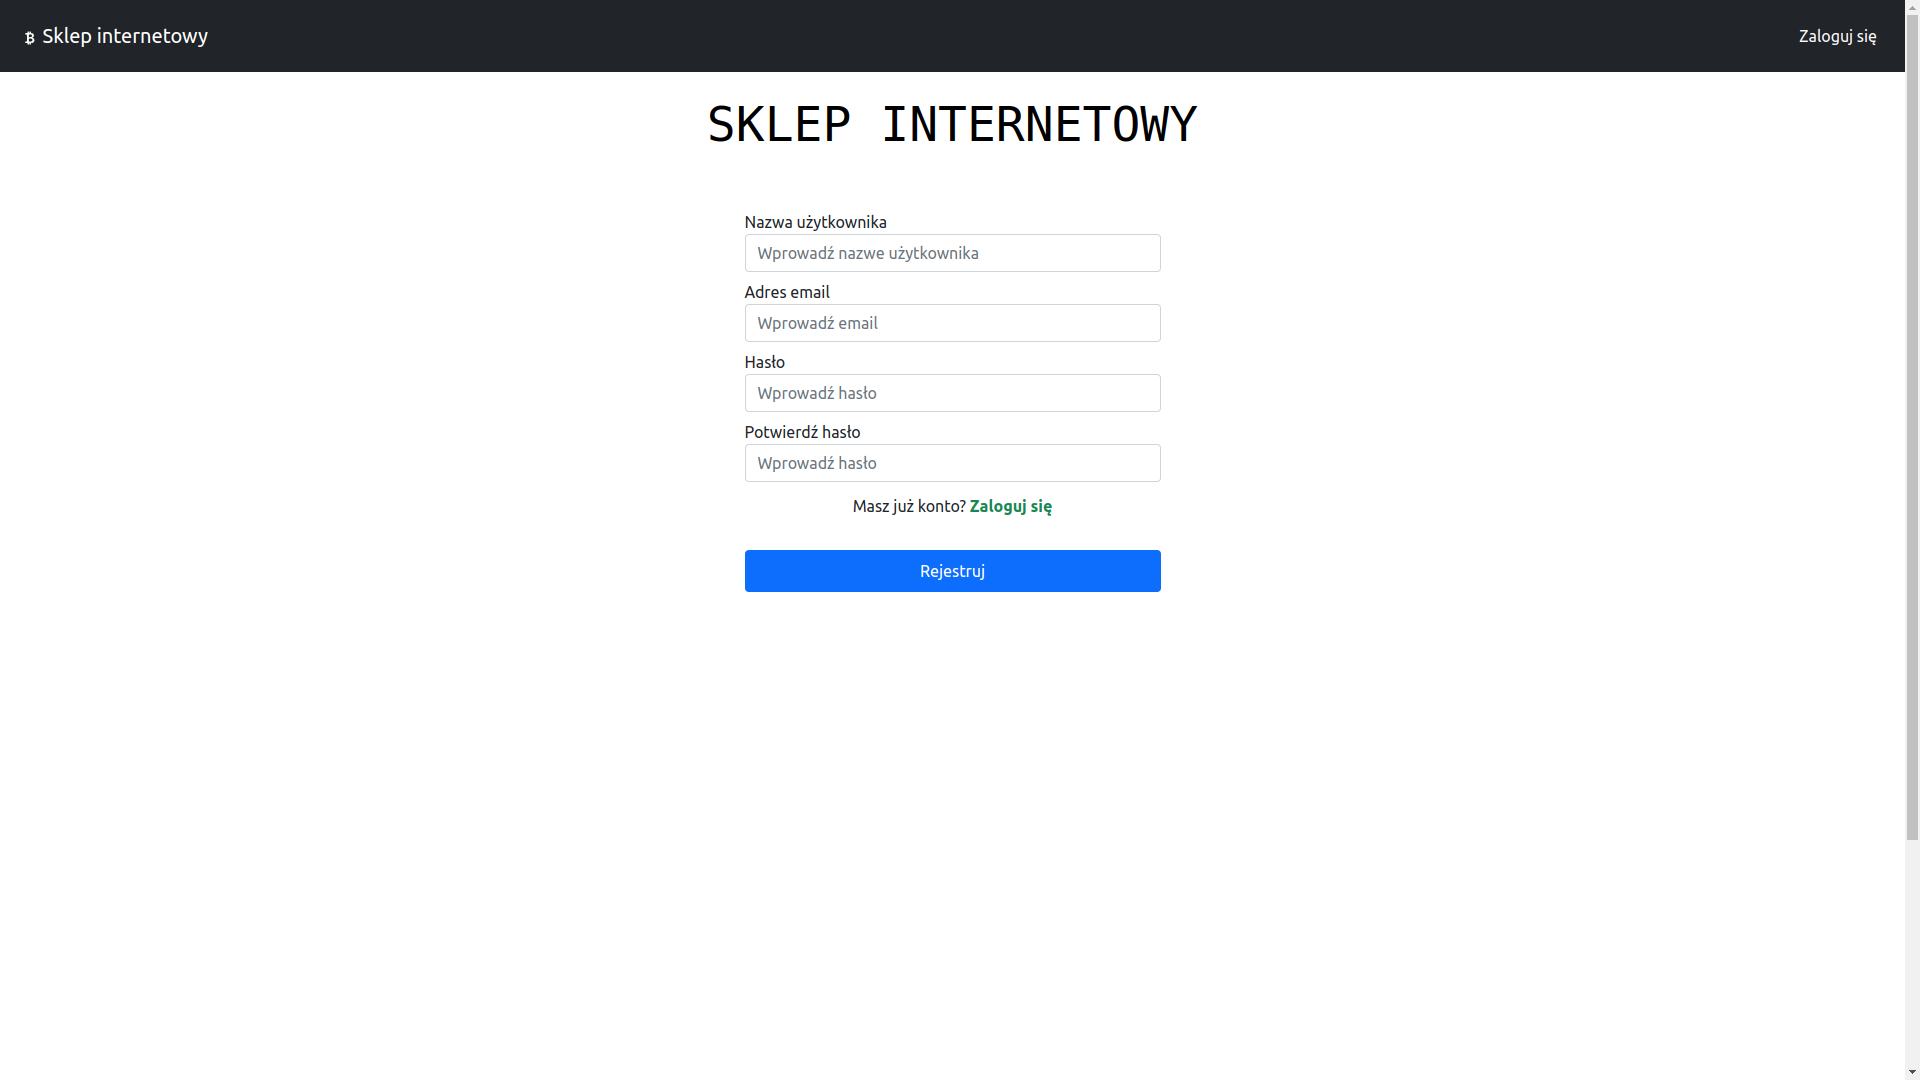 Sklep internetowy
Zaloguj się
SKLEP INTERNETOWY
Nazwa użytkownika
Wprowadź nazwe użytkownika
Adres email
Wprowadź email
Hasło
Wprowadź hasło
Potwierdź hasło
Wprowadź hasło
Masz już konto? Zaloguj się
Rejestruj